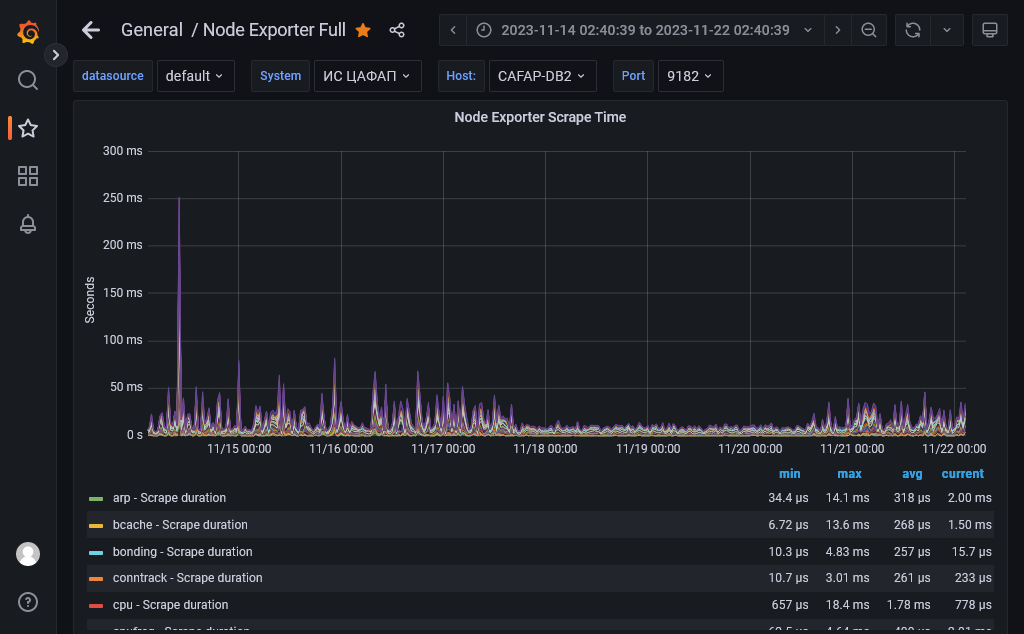 General / Node Exporter Full
2023-11-14 02:40:39 to 2023-11-22 02:40:39
datasource default System ИС ЦАФАП Host: CAFAP-DB2 Port 9182
Node Exporter Scrape Time
300 ms
250 ms
200 ms
150 ms
100 ms
50 ms
0 s
Seconds
11/15 00:00 11/16 00:00 11/17 00:00 11/18 00:00 11/19 00:00 11/20 00:00 11/21 00:00 11/22 00:00
min max avg current
arp - Scrape duration 34.4 µs 14.1 ms 318 µs 2.00 ms
bcache - Scrape duration 6.72 µs 13.6 ms 268 µs 1.50 ms
bonding - Scrape duration 10.3 µs 4.83 ms 257 µs 15.7 µs
conntrack - Scrape duration 10.7 µs 3.01 ms 261 µs 233 µs
cpu - Scrape duration 657 µs 18.4 ms 1.78 ms 778 µs